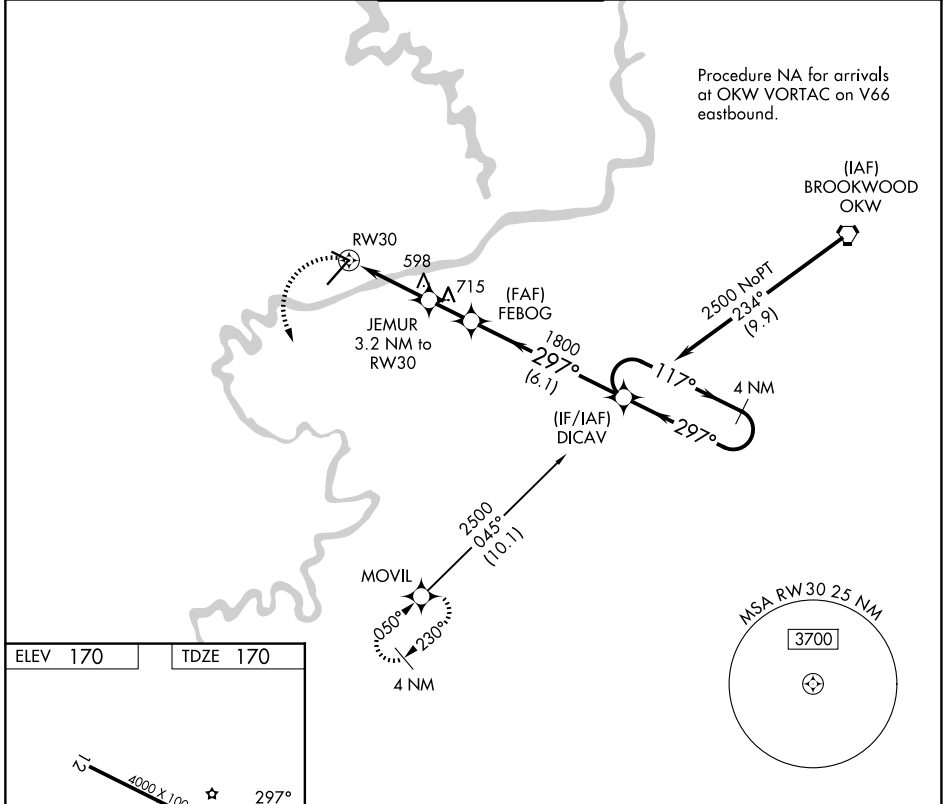 Procedure NA for arrivals
at OKW VORTAC on V66
eastbound.
(IAF)
BROOKWOOD
OKW
RW30
598
715
(FAF)
FEBOG
2500 NoPT
234°
(9.9)
JEMUR
3.2 NM to
RW30
1800
297°
(6.1)
117°
4 NM
(IF/IAF)
DICAV
297°
2500
045°
(10.1)
MOVIL
050°
230°
4 NM
MSA RW30 25 NM
3700
ELEV 170
TDZE 170
12
4000 X 100
297°